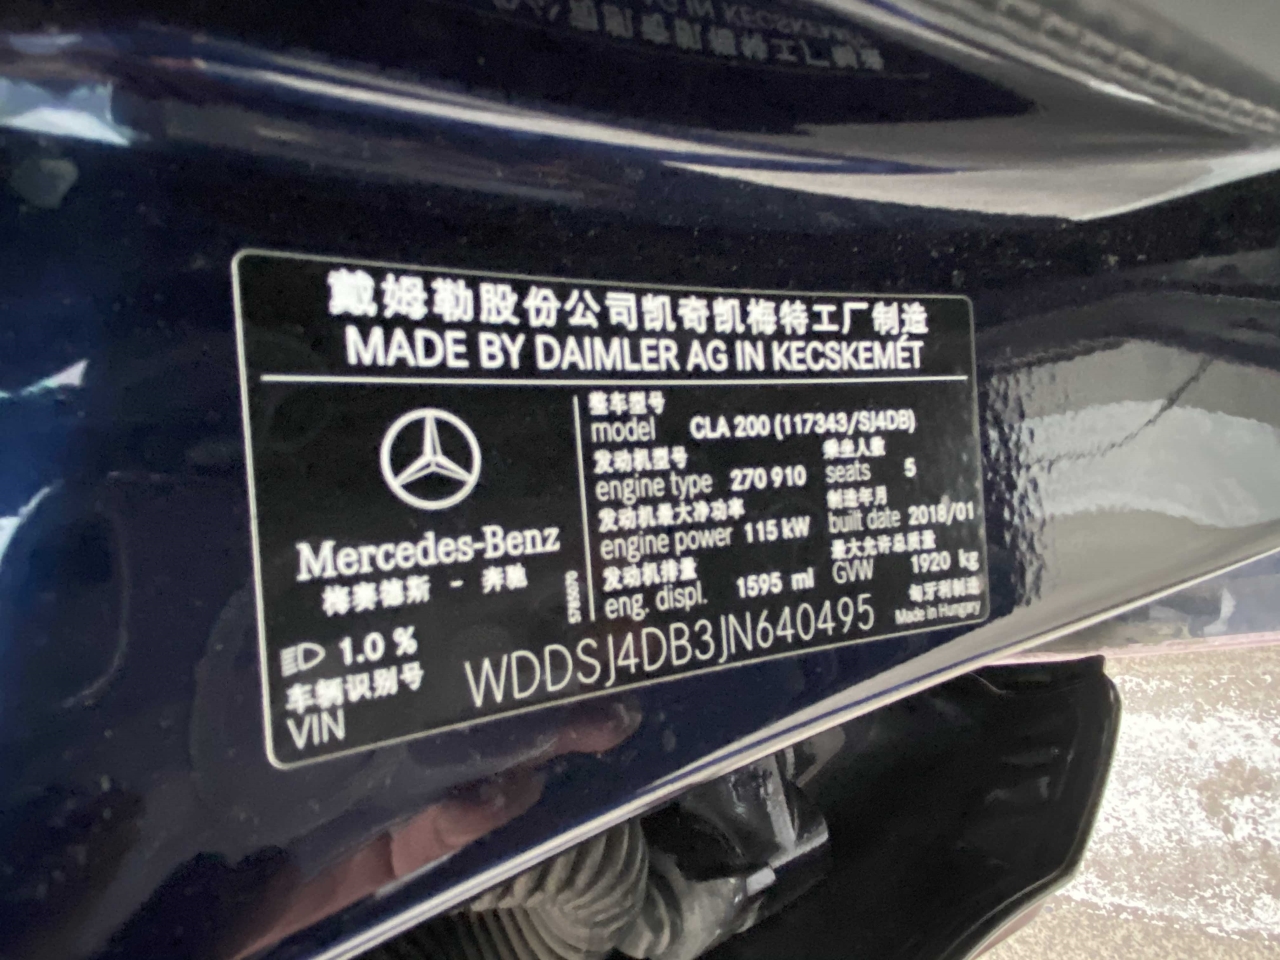 戴姆勒股份公司凯奇凯梅特工厂制造
MADE BY DAIMLER AG IN KECSKEMÉT
Mercedes-Benz
梅赛德斯 - 奔驰
1.0 %
整车型号
model CLA 200 (117343/SJ4DB)
发动机型号
engine type 270 910
乘坐人数
seats 5
发动机最大净功率
engine power 115 kW
制造年月
built date 2018/01
发动机排量
eng. displ. 1595 ml
最大允许总质量
GVW 1920 kg
匈牙利制造
Made in Hungary
车辆识别号
VIN WDDSJ4DB3JN640495